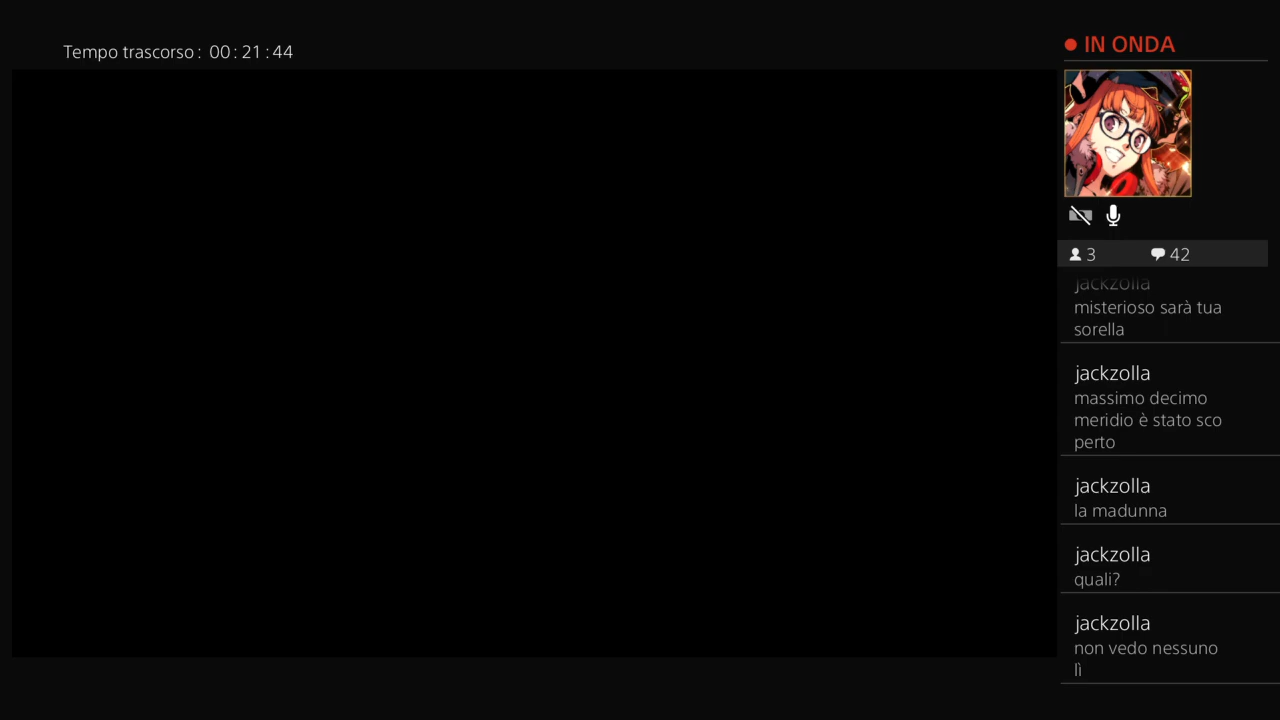 Tempo trascorso : 00 : 21 : 44
IN ONDA
3
42
jackzolla
misterioso sarà tua
sorella
jackzolla
massimo decimo
meridio è stato sco
perto
jackzolla
la madunna
jackzolla
quali?
jackzolla
non vedo nessuno
lì